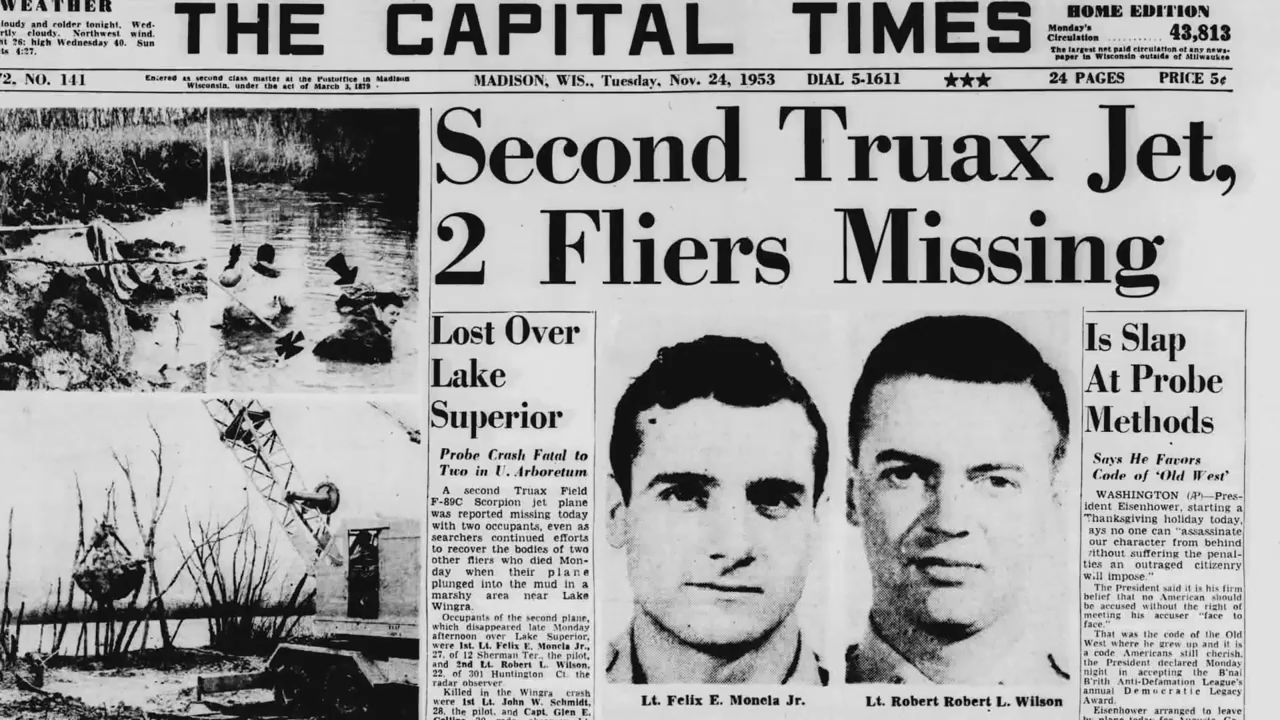 WEATHER
loudy and colder tonight, Wed-
rtly cloudy. Northwest wind.
26; high Wednesday 40. Sun
4:27.
THE CAPITAL TIMES
HOME EDITION
Monday's
Circulation .......... 43,813
The largest net paid circulation of any news-
paper in Wisconsin outside of Milwaukee
72, NO. 141
Entered as second class matter at the Postoffice in Madison
Wisconsin, under the act of March 3, 1879
MADISON, WIS., Tuesday, Nov. 24, 1953
DIAL 5-1611
★★★
24 PAGES
PRICE 5¢
Second Truax Jet,
2 Fliers Missing
Lost Over
Lake
Superior
Probe Crash Fatal to
Two in U. Arboretum
A second Truax Field
F-89C Scorpion jet plane
was reported missing today
with two occupants, even as
searchers continued efforts
to recover the bodies of two
other fliers who died Mon-
day when their plane
plunged into the mud in a
marshy area near Lake
Wingra.
Occupants of the second plane,
which disappeared late Monday
afternoon over Lake Superior,
were 1st. Lt. Felix E. Moncla Jr.,
27, of 12 Sherman Ter., the pilot,
and 2nd Lt. Robert L. Wilson,
22, of 301 Huntington Ct. the
radar observer.
Killed in the Wingra crash
were 1st Lt. John W. Schmidt,
28, the pilot, and Capt. Glen E.
Lt. Felix E. Moncla Jr.
Lt. Robert Robert L. Wilson
Is Slap
At Probe
Methods
Says He Favors
Code of 'Old West'
WASHINGTON (AP)—Pres-
ident Eisenhower, starting a
Thanksgiving holiday today,
ays no one can "assassinate
our character from behind
ithout suffering the penal-
ties an outraged citizenry
will impose."
The President said it is his firm
belief that no American should
be accused without the right of
meeting his accuser "face to
face."
That was the code of the Old
West where he grew up and it is
a code Americans still cherish,
the President declared Monday
night in accepting the B'nai
B'rith Anti-Defamation League's
annual Democratic Legacy
Award.
Eisenhower arranged to leave